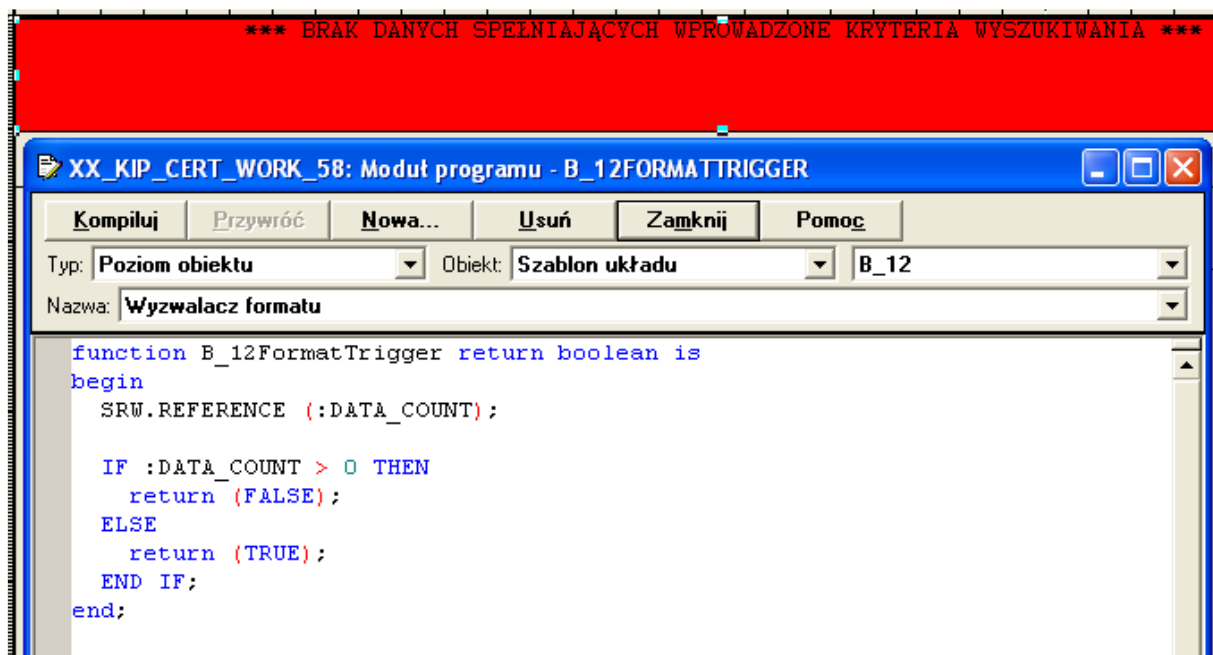 *** BRAK DANYCH SPEŁNIAJĄCYCH WPROWADZONE KRYTERIA WYSZUKIWANIA ***
XX_KIP_CERT_WORK_58: Moduł programu - B_12FORMATTRIGGER
Kompiluj Przywróć Nowa... Usuń Zamknij Pomoc
Typ: Poziom obiektu Obiekt: Szablon układu B_12
Nazwa: Wyzwalacz formatu
function B_12FormatTrigger return boolean is
begin
SRW.REFERENCE (:DATA_COUNT);
IF :DATA_COUNT > 0 THEN
return (FALSE);
ELSE
return (TRUE);
END IF;
end;